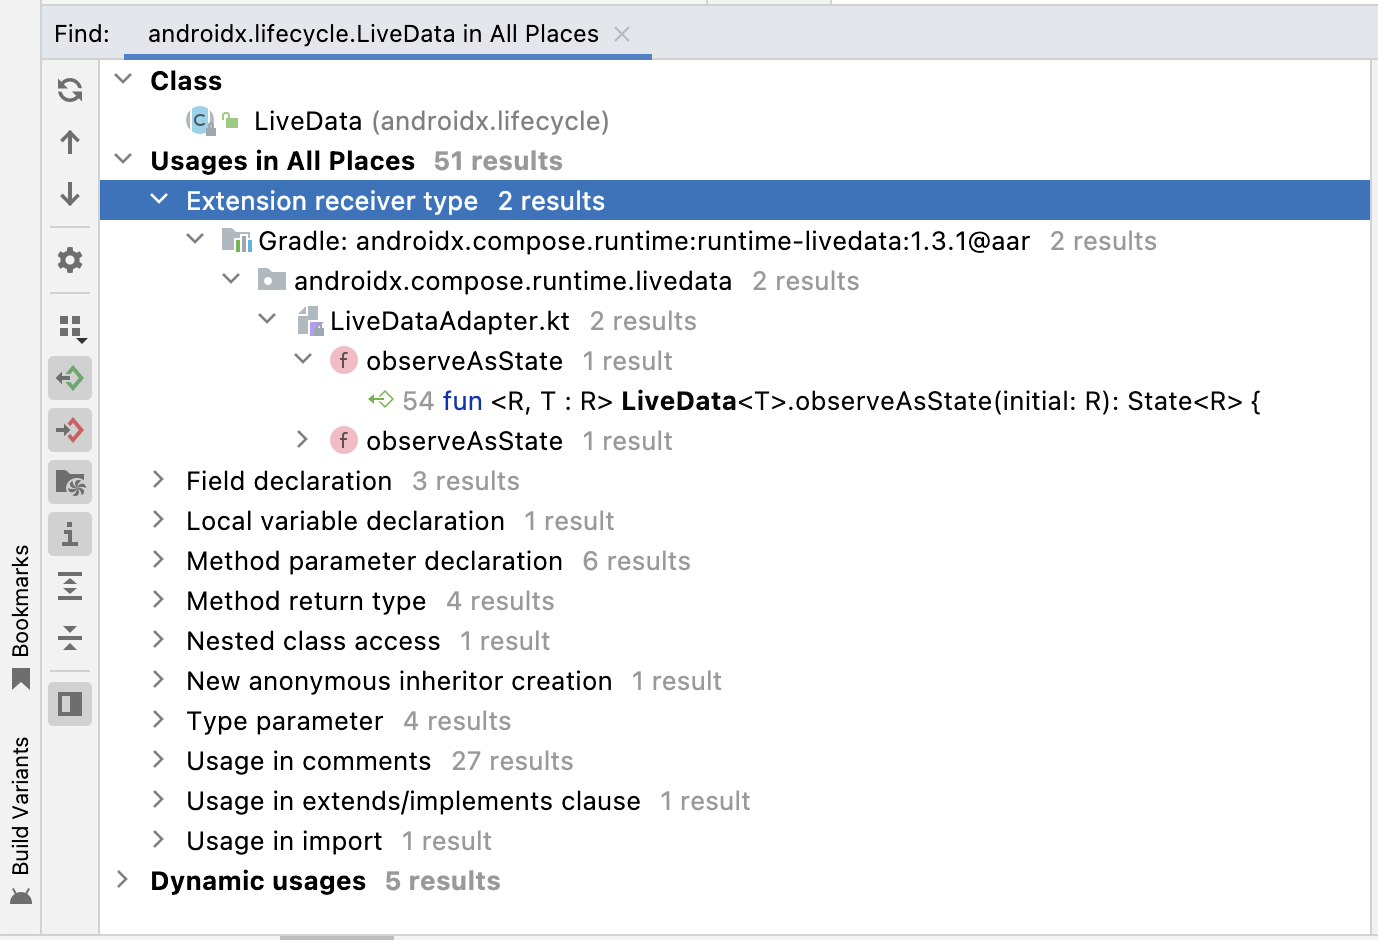 Find: androidx.lifecycle.LiveData in All Places
Class
C LiveData (androidx.lifecycle)
Usages in All Places 51 results
Extension receiver type 2 results
Gradle: androidx.compose.runtime:runtime-livedata:1.3.1@aar 2 results
androidx.compose.runtime.livedata 2 results
LiveDataAdapter.kt 2 results
f observeAsState 1 result
54 fun <R, T : R> LiveData<T>.observeAsState(initial: R): State<R> {
f observeAsState 1 result
Field declaration 3 results
Local variable declaration 1 result
Method parameter declaration 6 results
Method return type 4 results
Nested class access 1 result
New anonymous inheritor creation 1 result
Type parameter 4 results
Usage in comments 27 results
Usage in extends/implements clause 1 result
Usage in import 1 result
Dynamic usages 5 results
Bookmarks
Build Variants